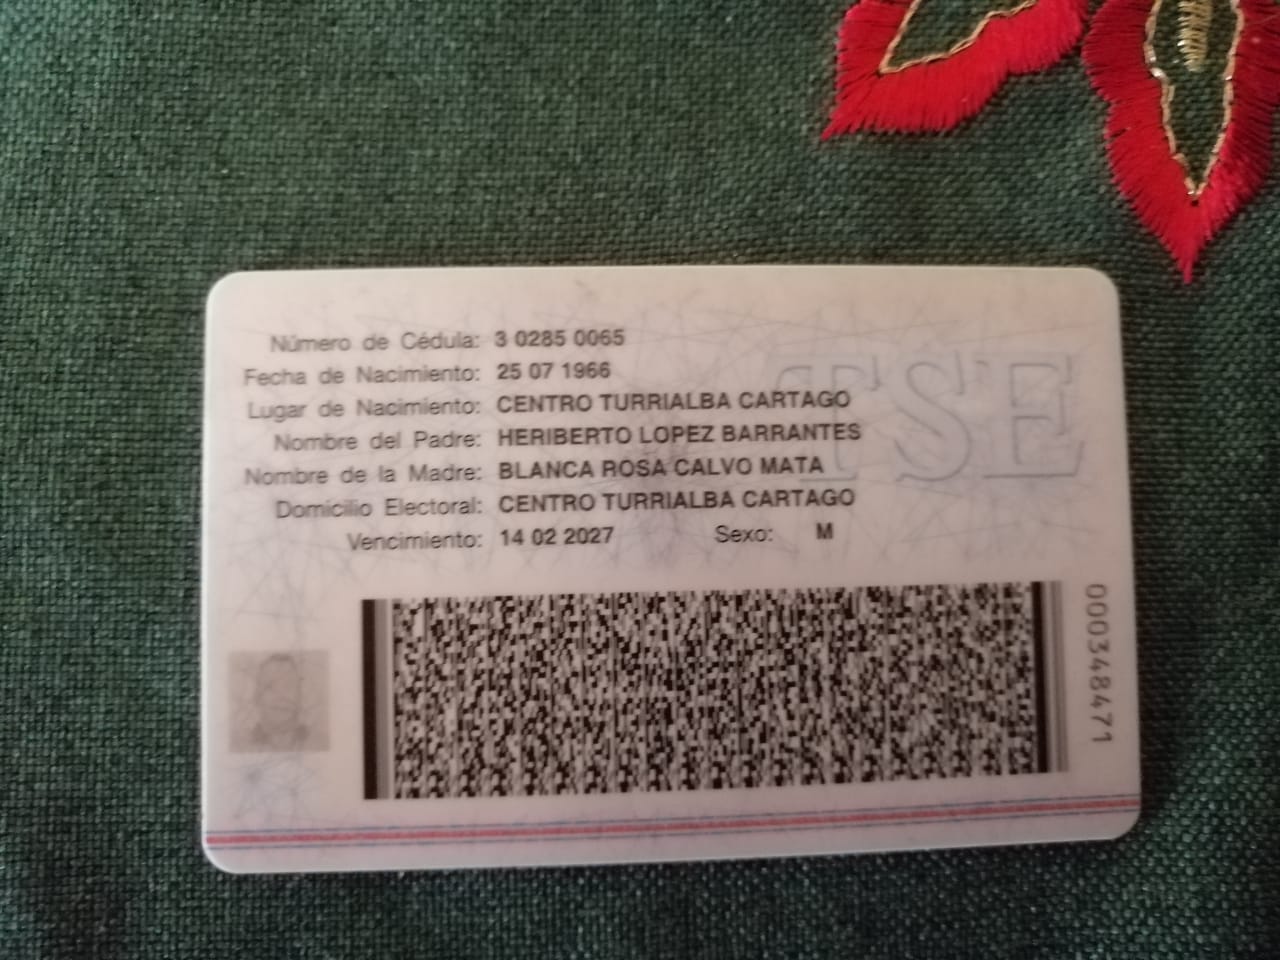 Número de Cédula: 3 0285 0065
Fecha de Nacimiento: 25 07 1966
Lugar de Nacimiento: CENTRO TURRIALBA CARTAGO
Nombre del Padre: HERIBERTO LOPEZ BARRANTES
Nombre de la Madre: BLANCA ROSA CALVO MATA
Domicilio Electoral: CENTRO TURRIALBA CARTAGO
Vencimiento: 14 02 2027 Sexo: M
TSE
000348471